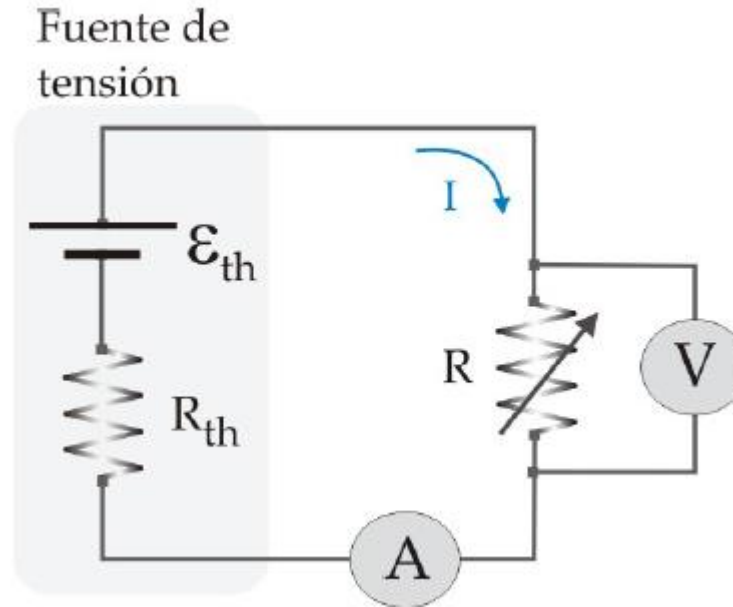 Fuente de
tensión
I
ε_th
R
V
R_th
A